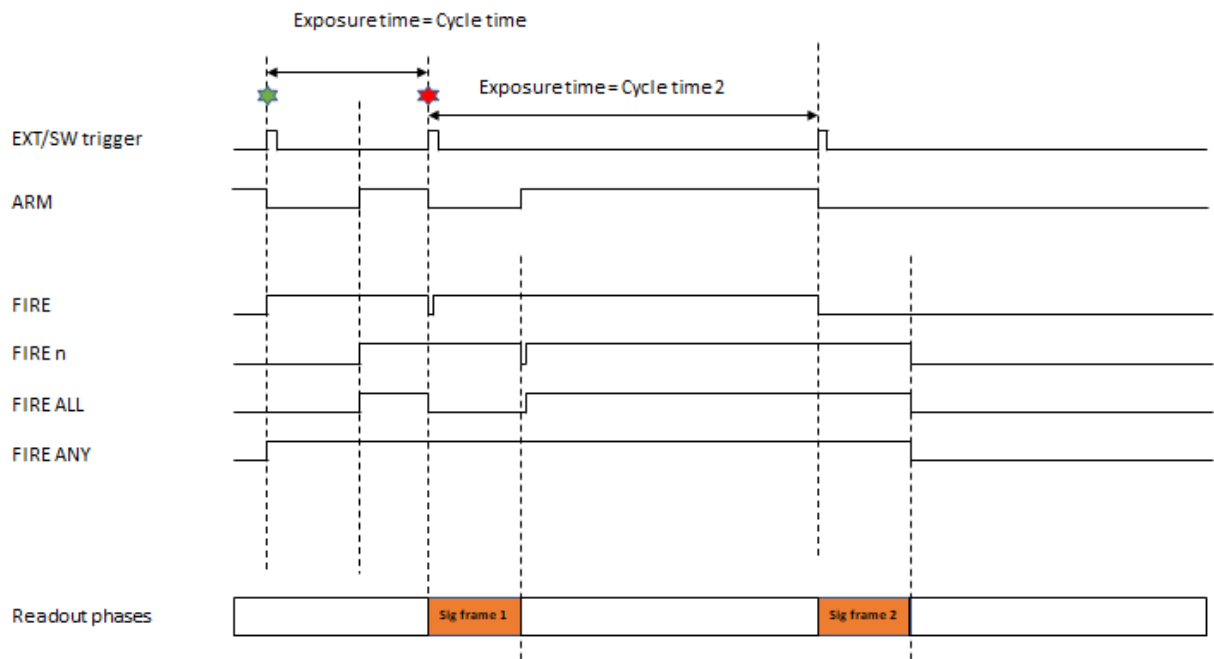 Exposure time = Cycle time
Exposure time = Cycle time 2
EXT/SW trigger
ARM
FIRE
FIRE n
FIRE ALL
FIRE ANY
Readout phases
Sig frame 1
Sig frame 2